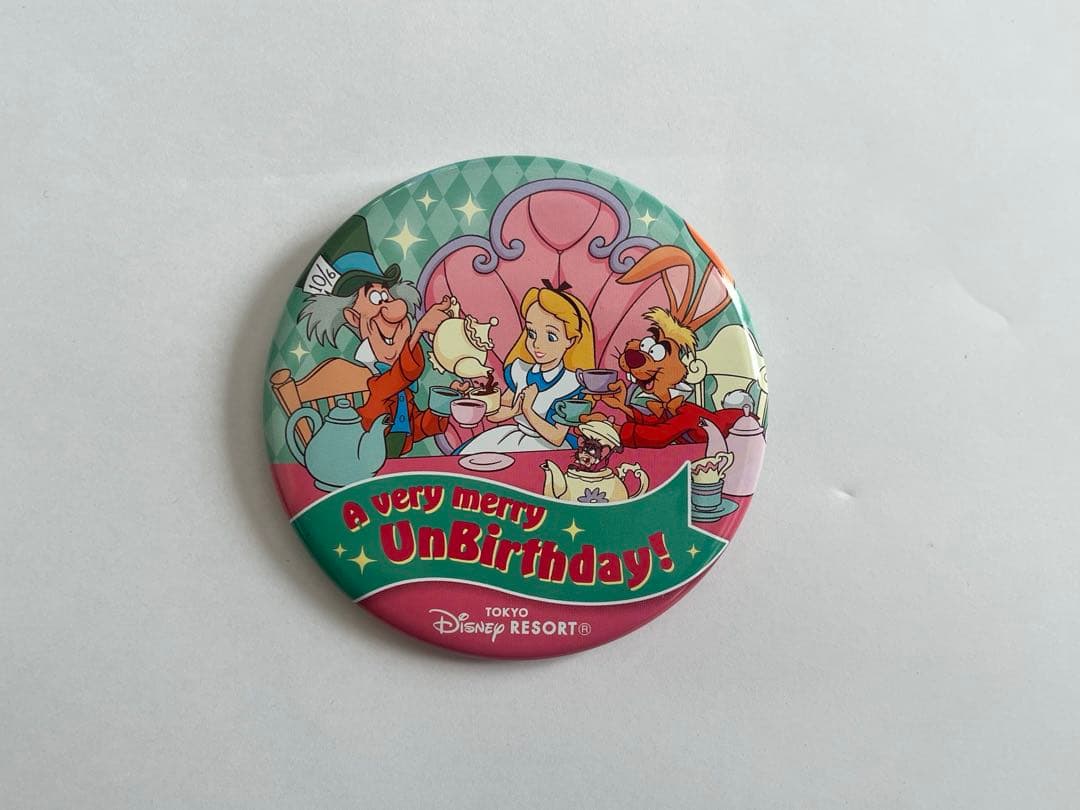 10/6
A very merry
UnBirthday!
TOKYO
Disney RESORT®